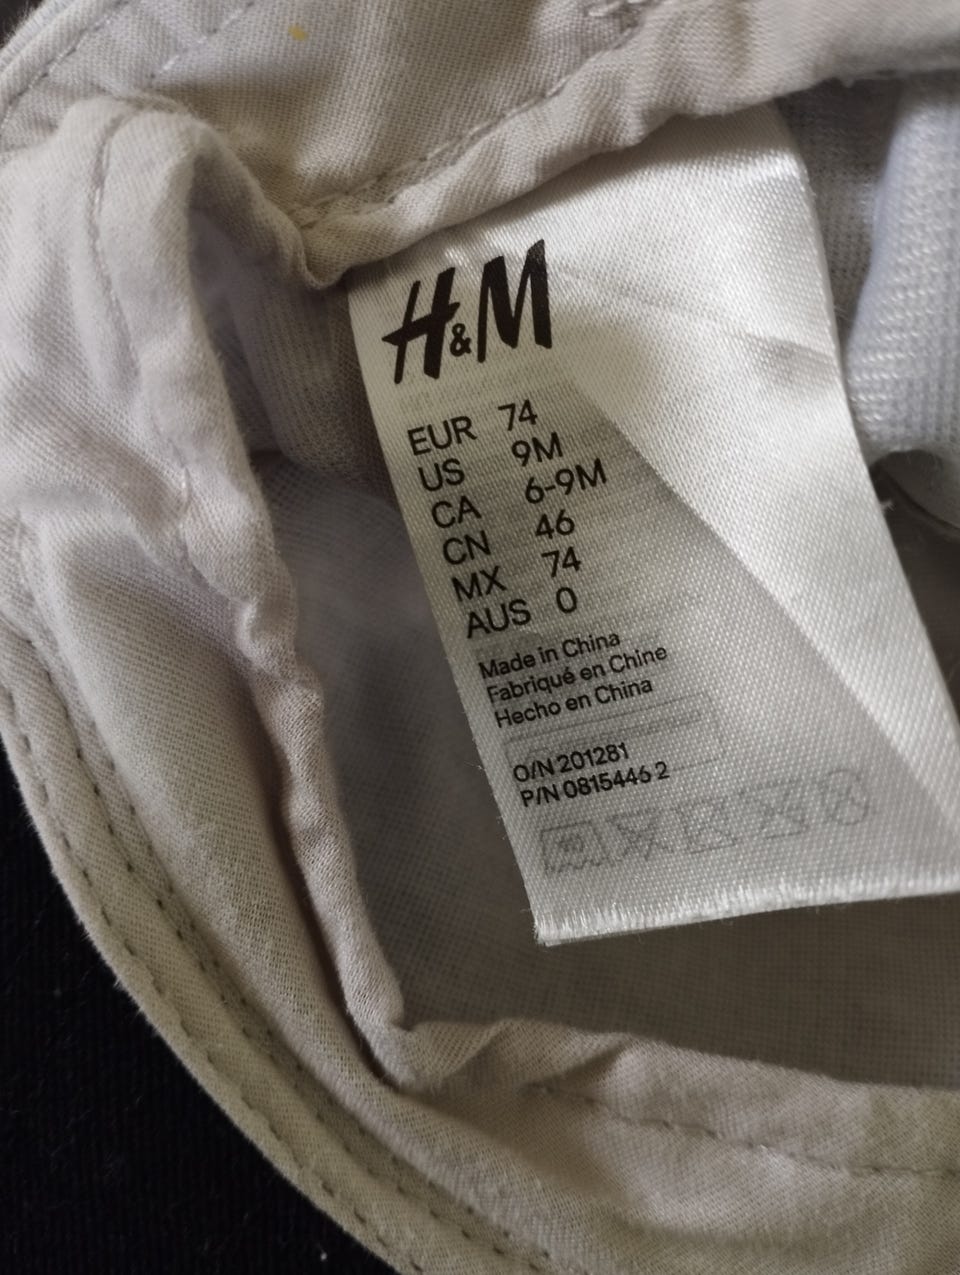 H&M
EUR 74
US 9M
CA 6-9M
CN 46
MX 74
AUS 0
Made in China
Fabriqué en Chine
Hecho en China
O/N 201281
P/N 0815446 2